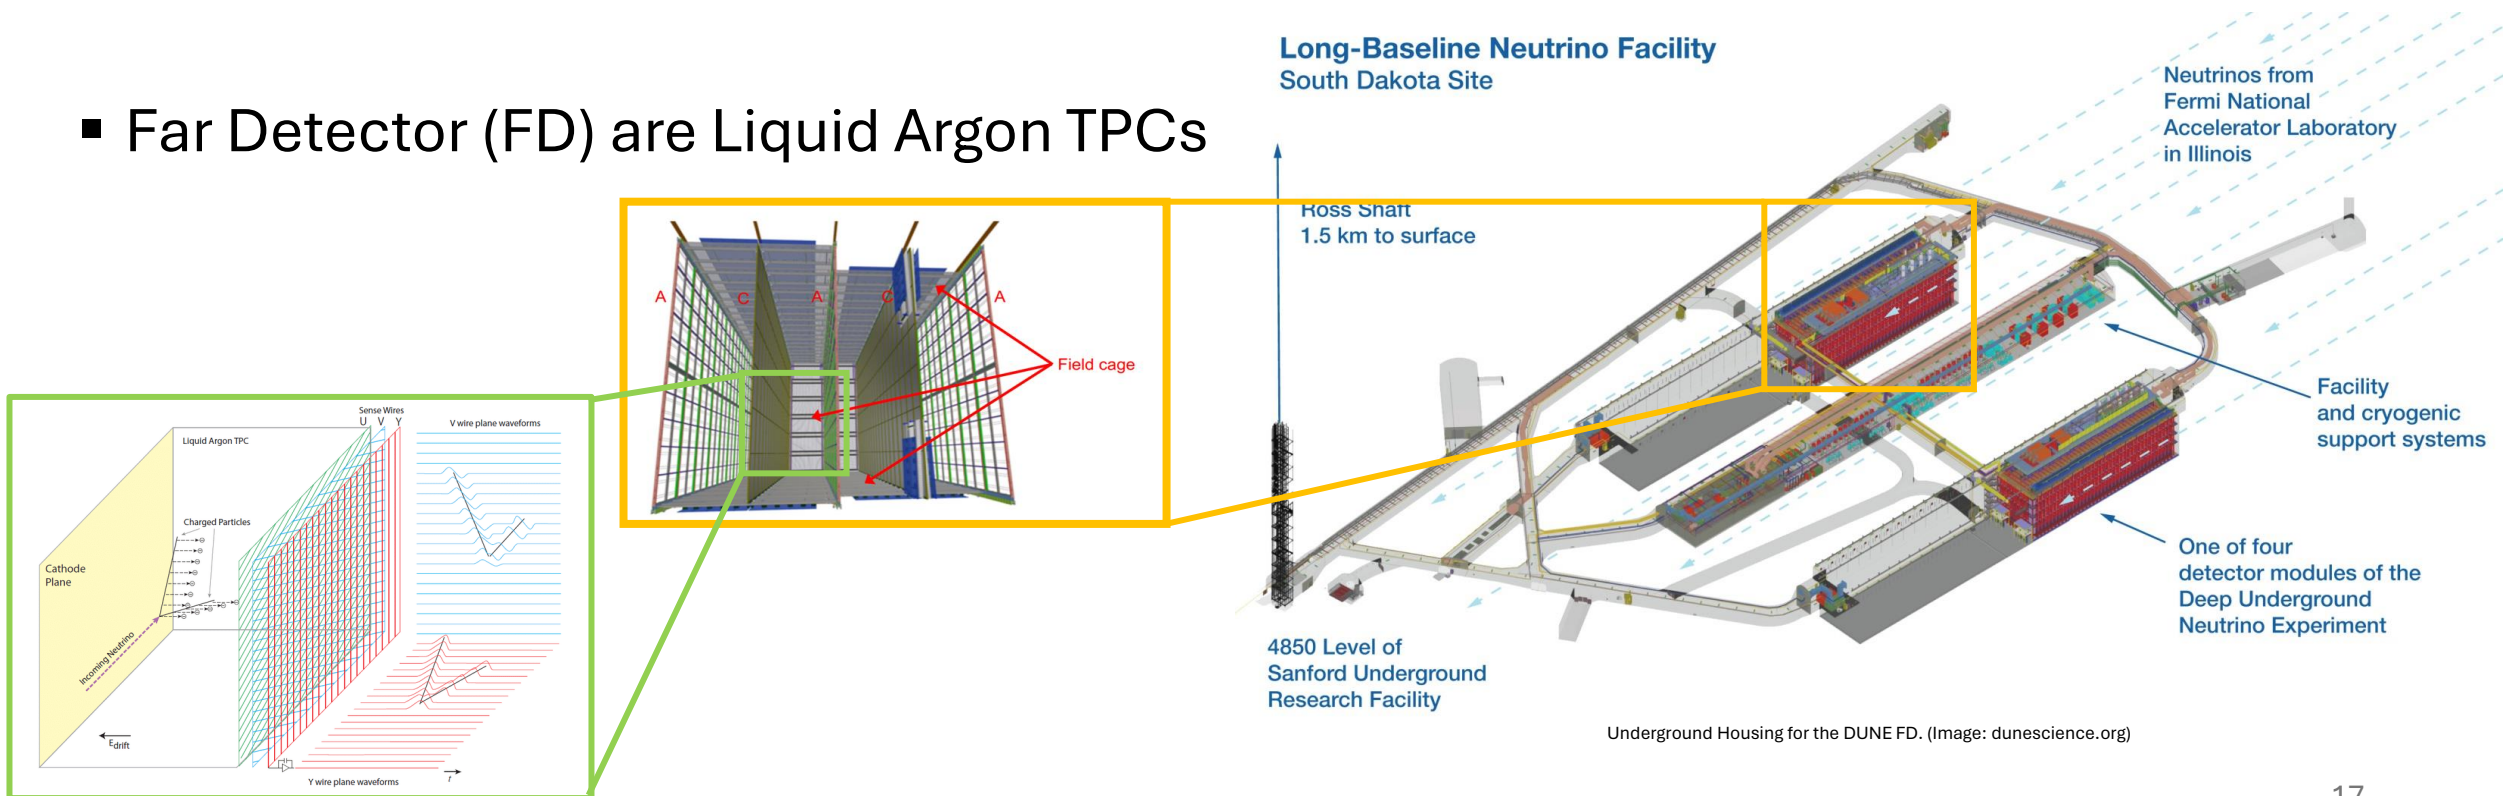 ▪ Far Detector (FD) are Liquid Argon TPCs
Long-Baseline Neutrino Facility
South Dakota Site
Neutrinos from
Fermi National
Accelerator Laboratory
in Illinois
Ross Shaft
1.5 km to surface
A
C
A
C
A
Field cage
Facility
and cryogenic
support systems
One of four
detector modules of the
Deep Underground
Neutrino Experiment
4850 Level of
Sanford Underground
Research Facility
Sense Wires
U V Y
V wire plane waveforms
Liquid Argon TPC
Charged Particles
Cathode
Plane
Incoming Neutrino
Edrift
t
Y wire plane waveforms
Underground Housing for the DUNE FD. (Image: dunescience.org)
17